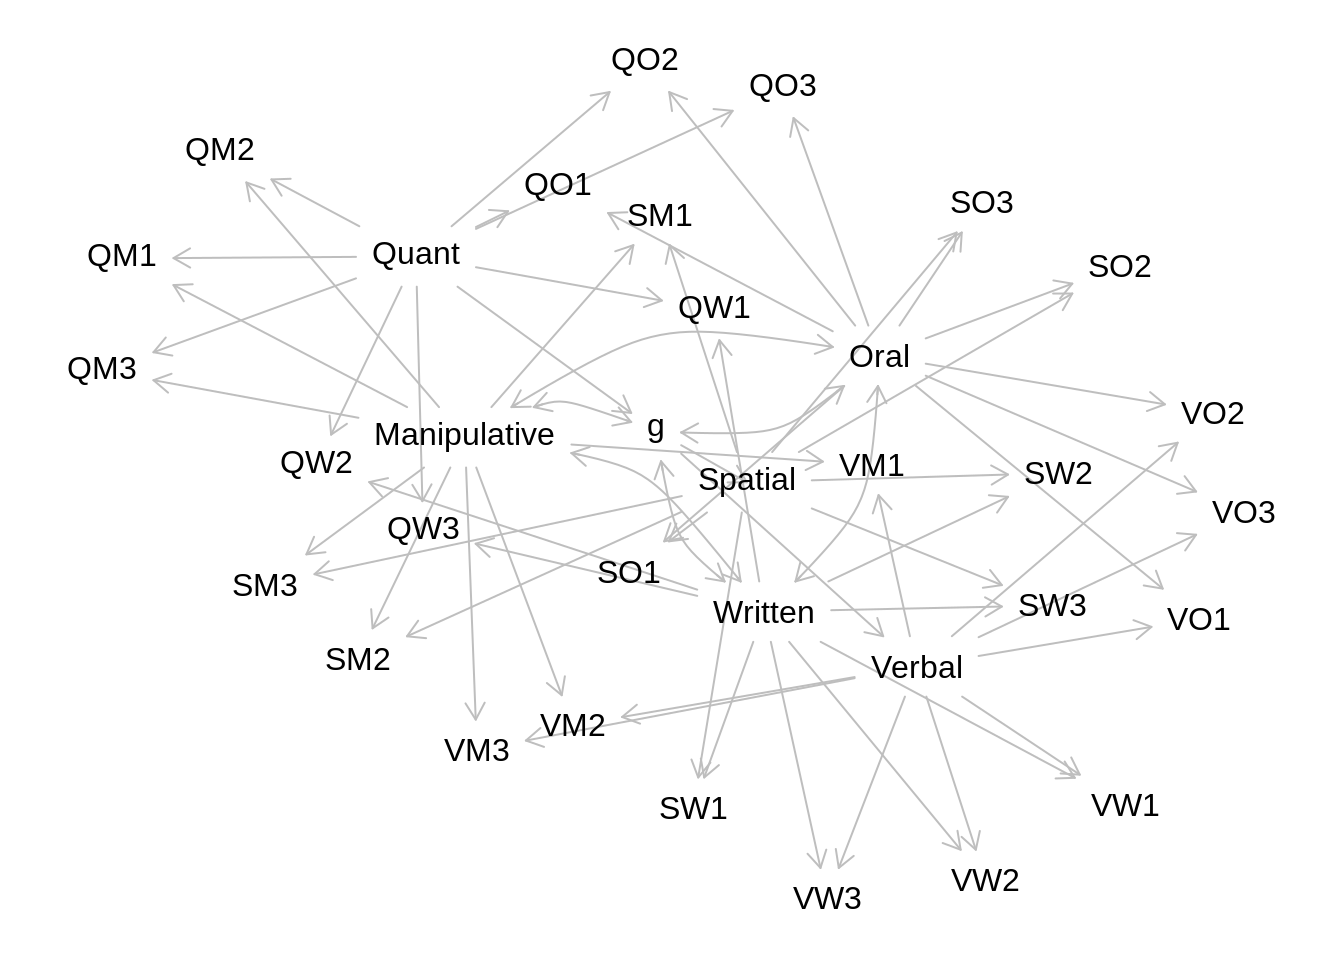 QO2
QO3
QM2
QO1
SM1
SO3
QM1
Quant
SO2
QW1
QM3
Oral
VO2
g
Manipulative
QW2
Spatial
VM1
SW2
VO3
QW3
SM3
SO1
Written
SW3
VO1
SM2
Verbal
VM2
VM3
SW1
VW1
VW2
VW3